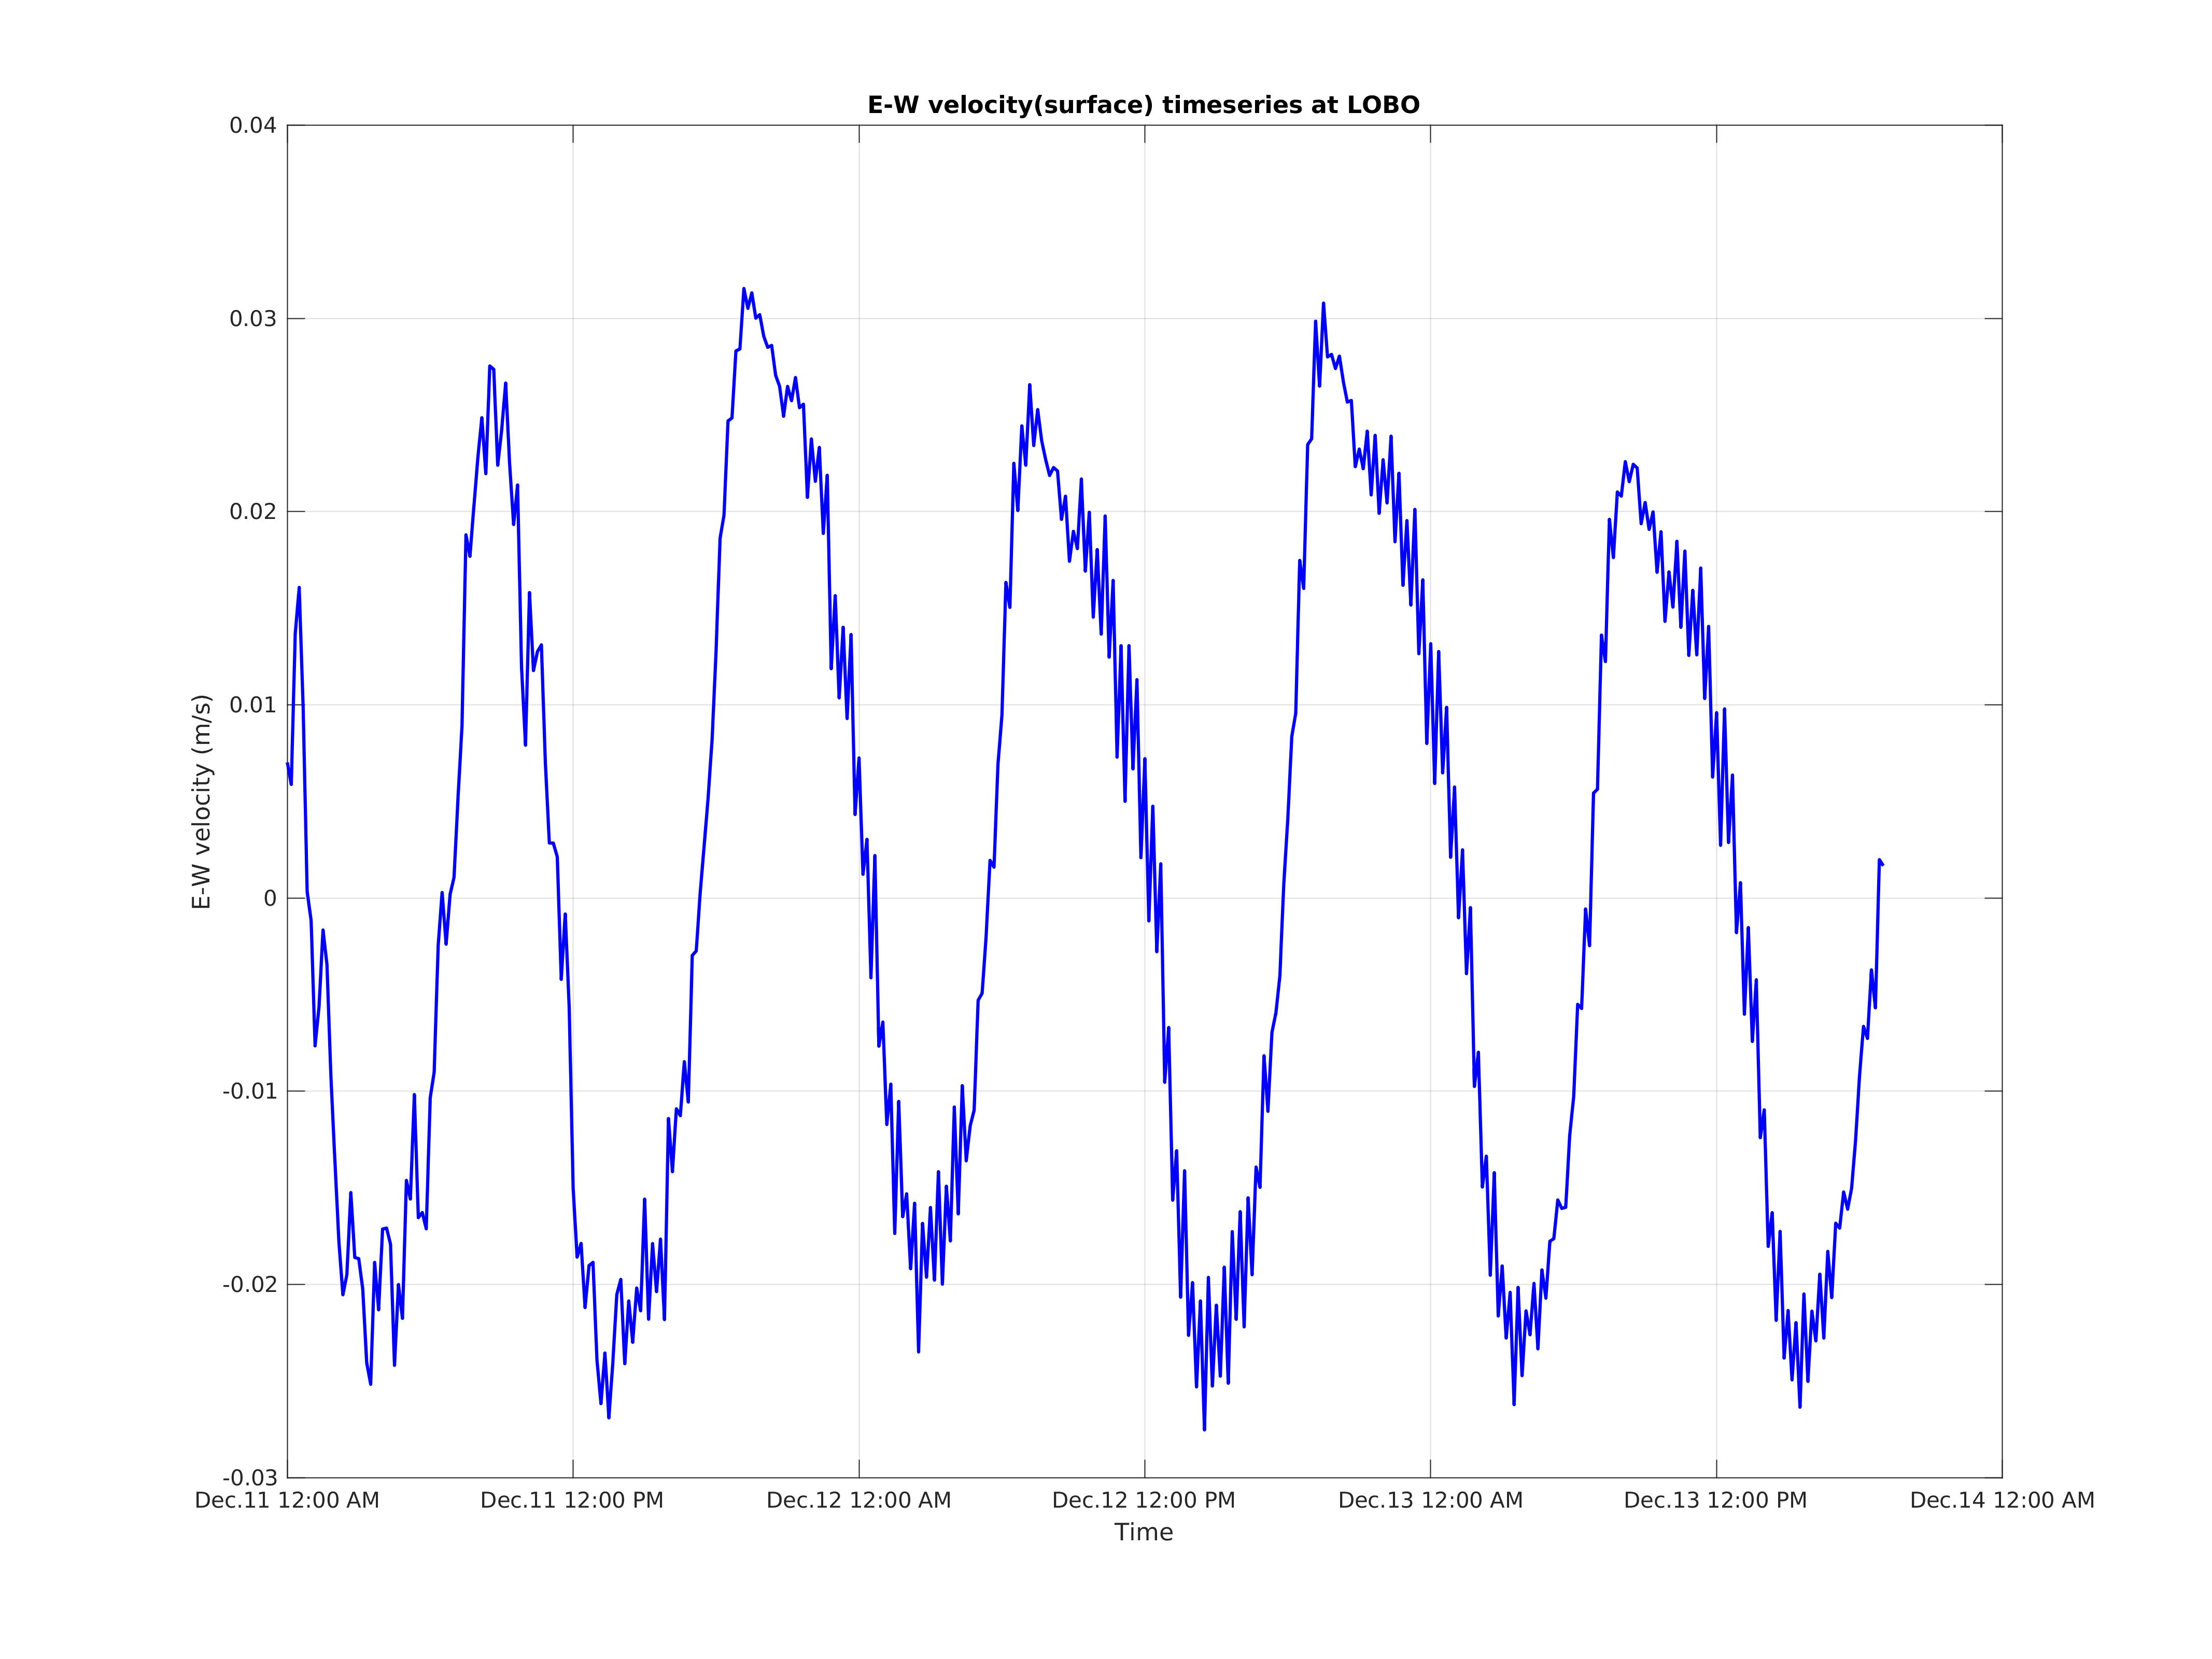 E-W velocity(surface) timeseries at LOBO
0.04
0.03
0.02
0.01
0
-0.01
-0.02
-0.03
E-W velocity (m/s)
Dec.11 12:00 AM Dec.11 12:00 PM Dec.12 12:00 AM Dec.12 12:00 PM Dec.13 12:00 AM Dec.13 12:00 PM Dec.14 12:00 AM
Time